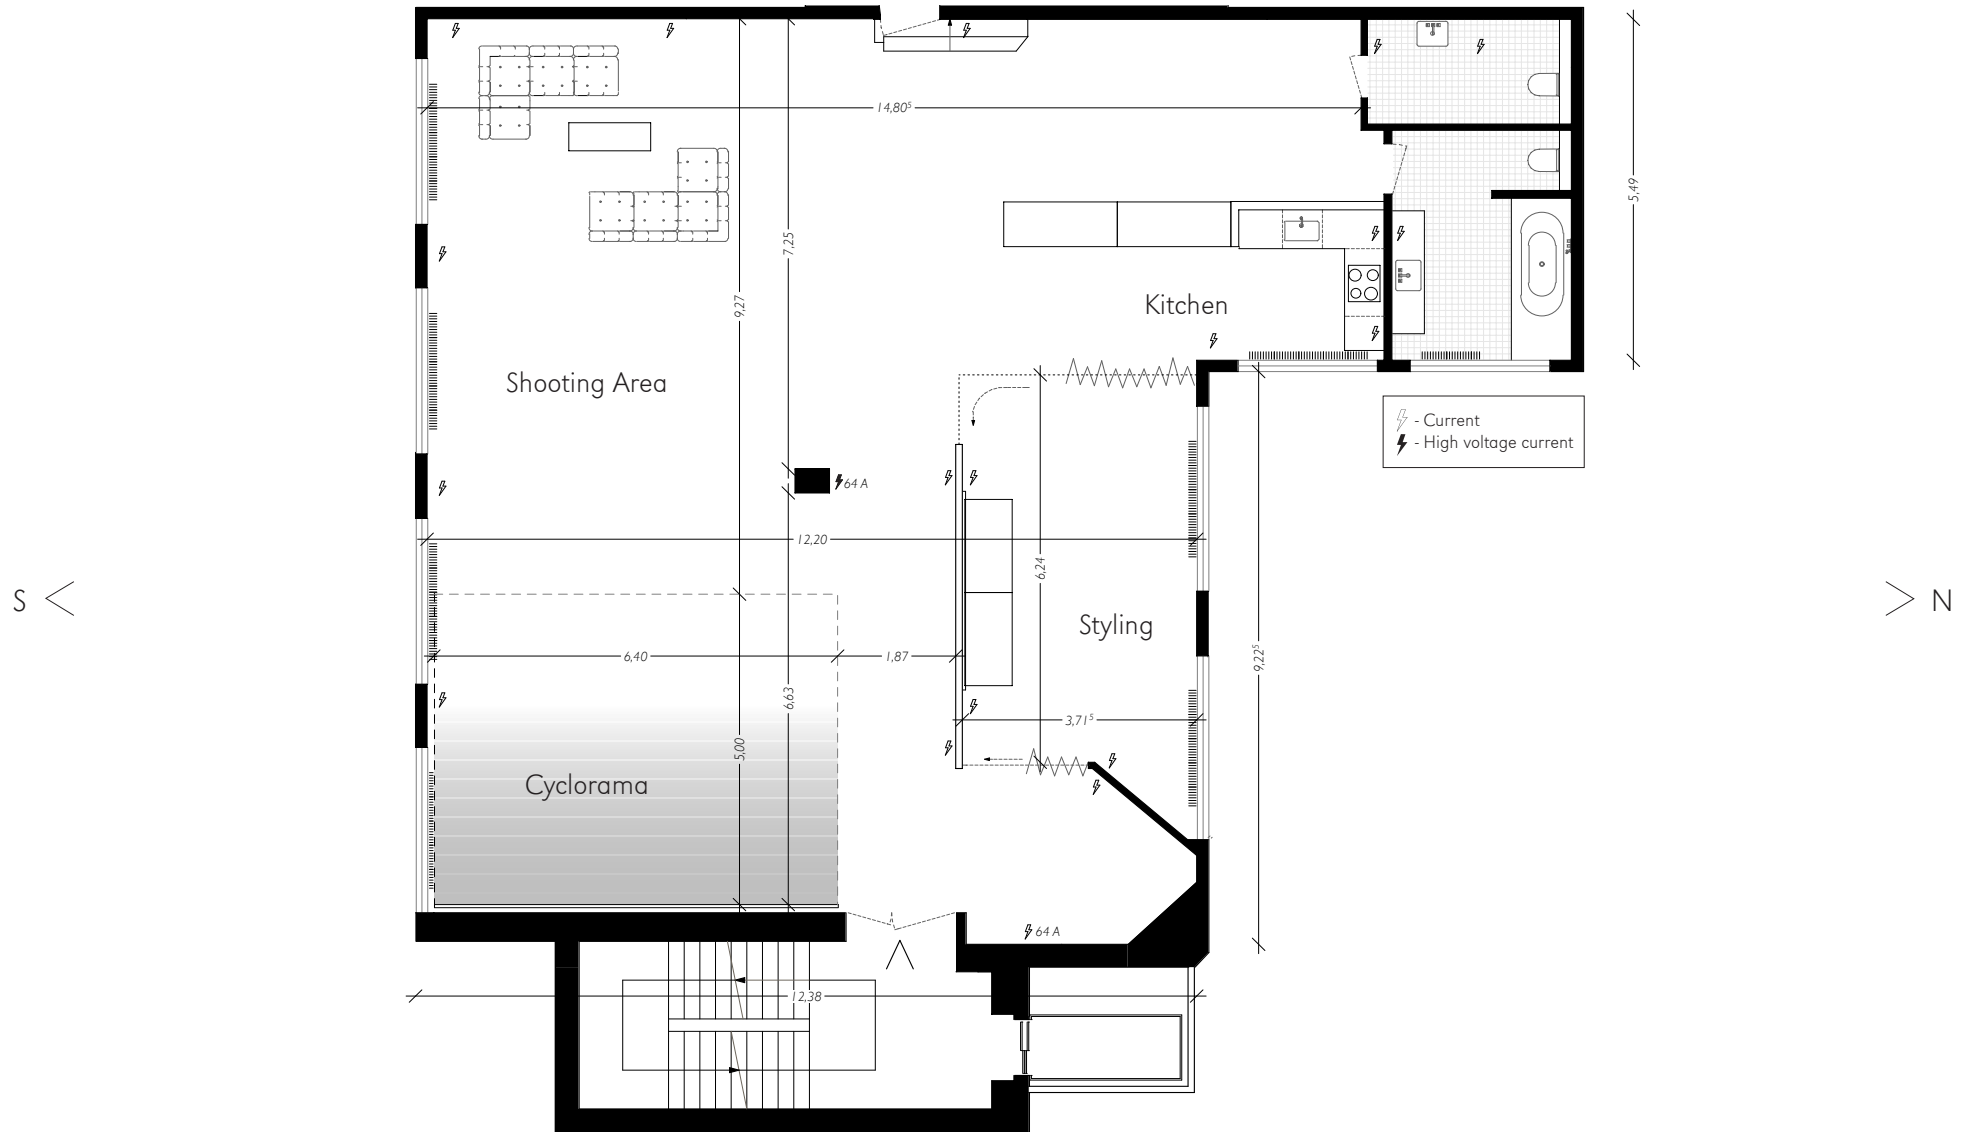 14,80⁵
5,49
7,25
9,27
Kitchen
Shooting Area
- Current
- High voltage current
64 A
12,20
6,24
S
N
Styling
6,40
1,87
9,22⁵
6,63
3,71⁵
5,00
Cyclorama
64 A
12,38